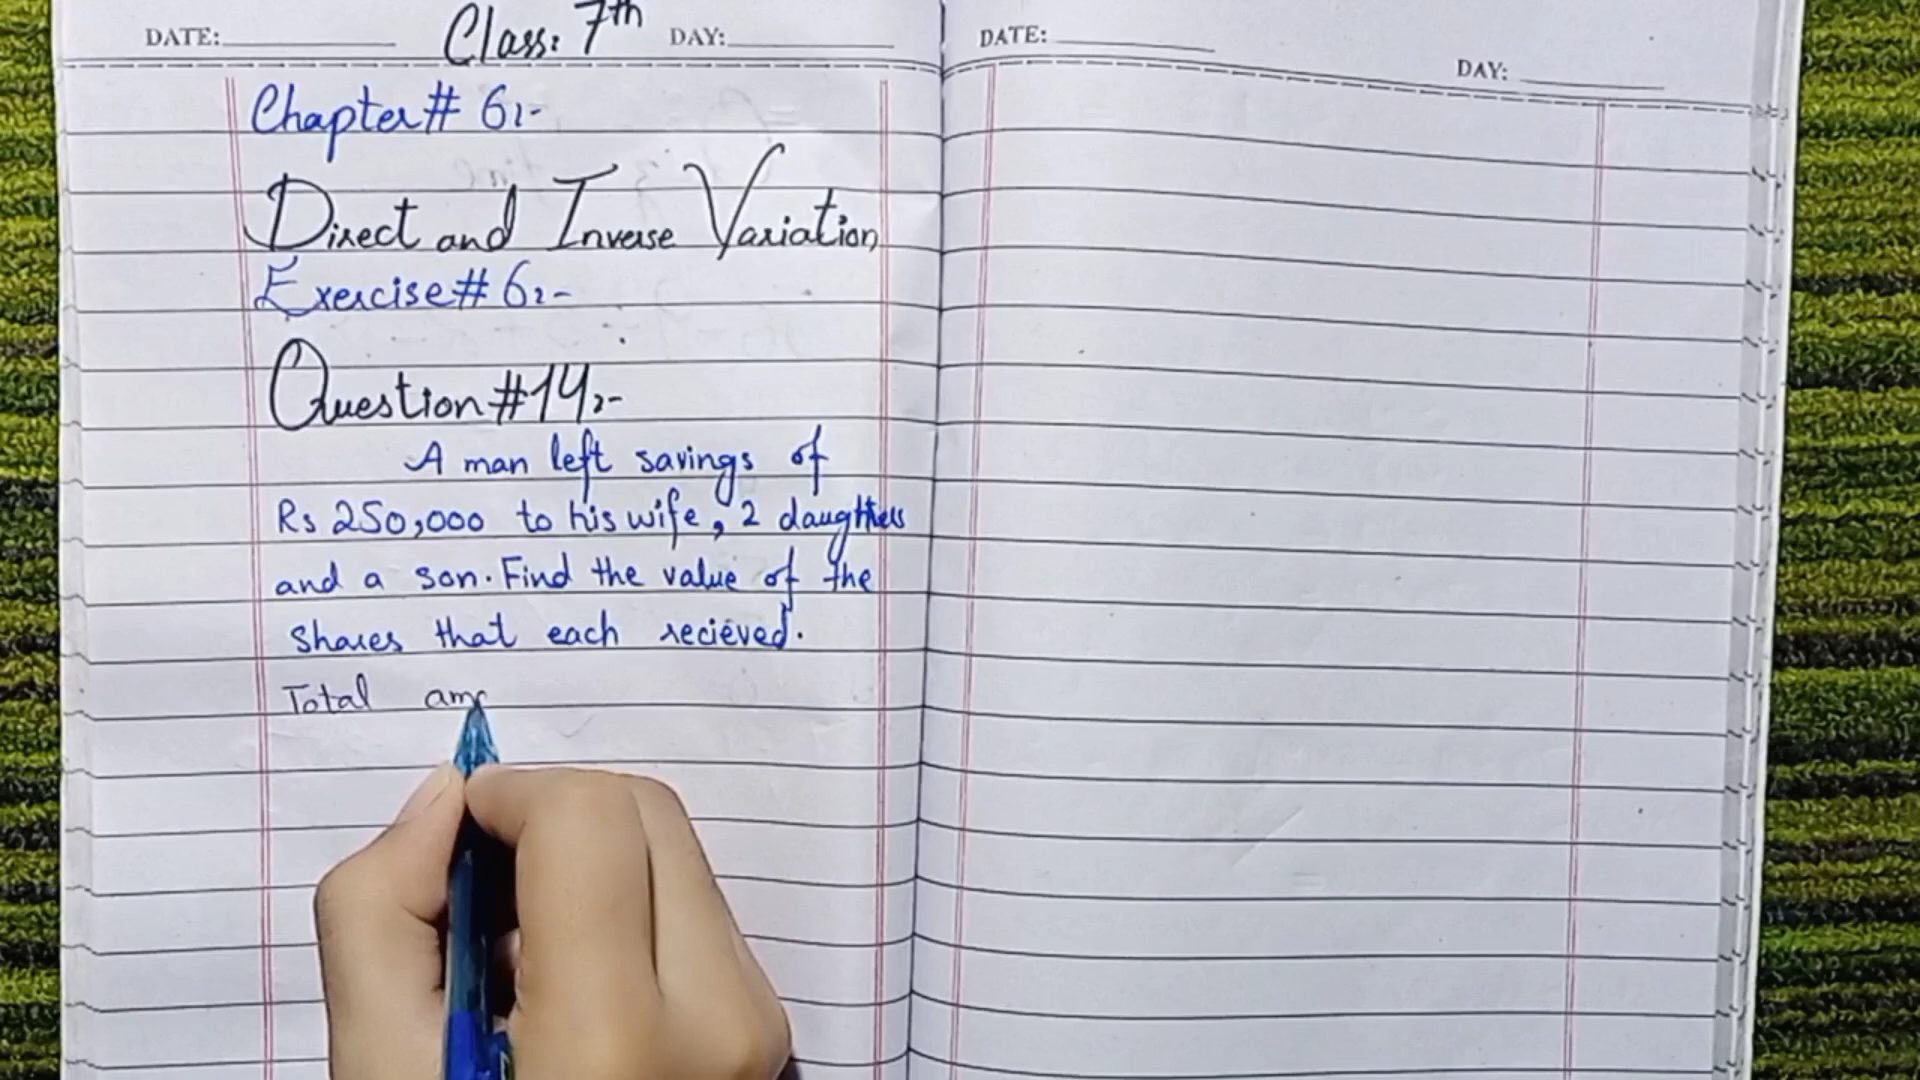 DATE: Class: 7th DAY:
Chapter# 6:-
Direct and Inverse Variation
Exercise# 6:-
Question #14:-
A man left savings of
Rs 250,000 to his wife, 2 daughters
and a son. Find the value of the
shares that each recieved.
Total am
DATE:
DAY: